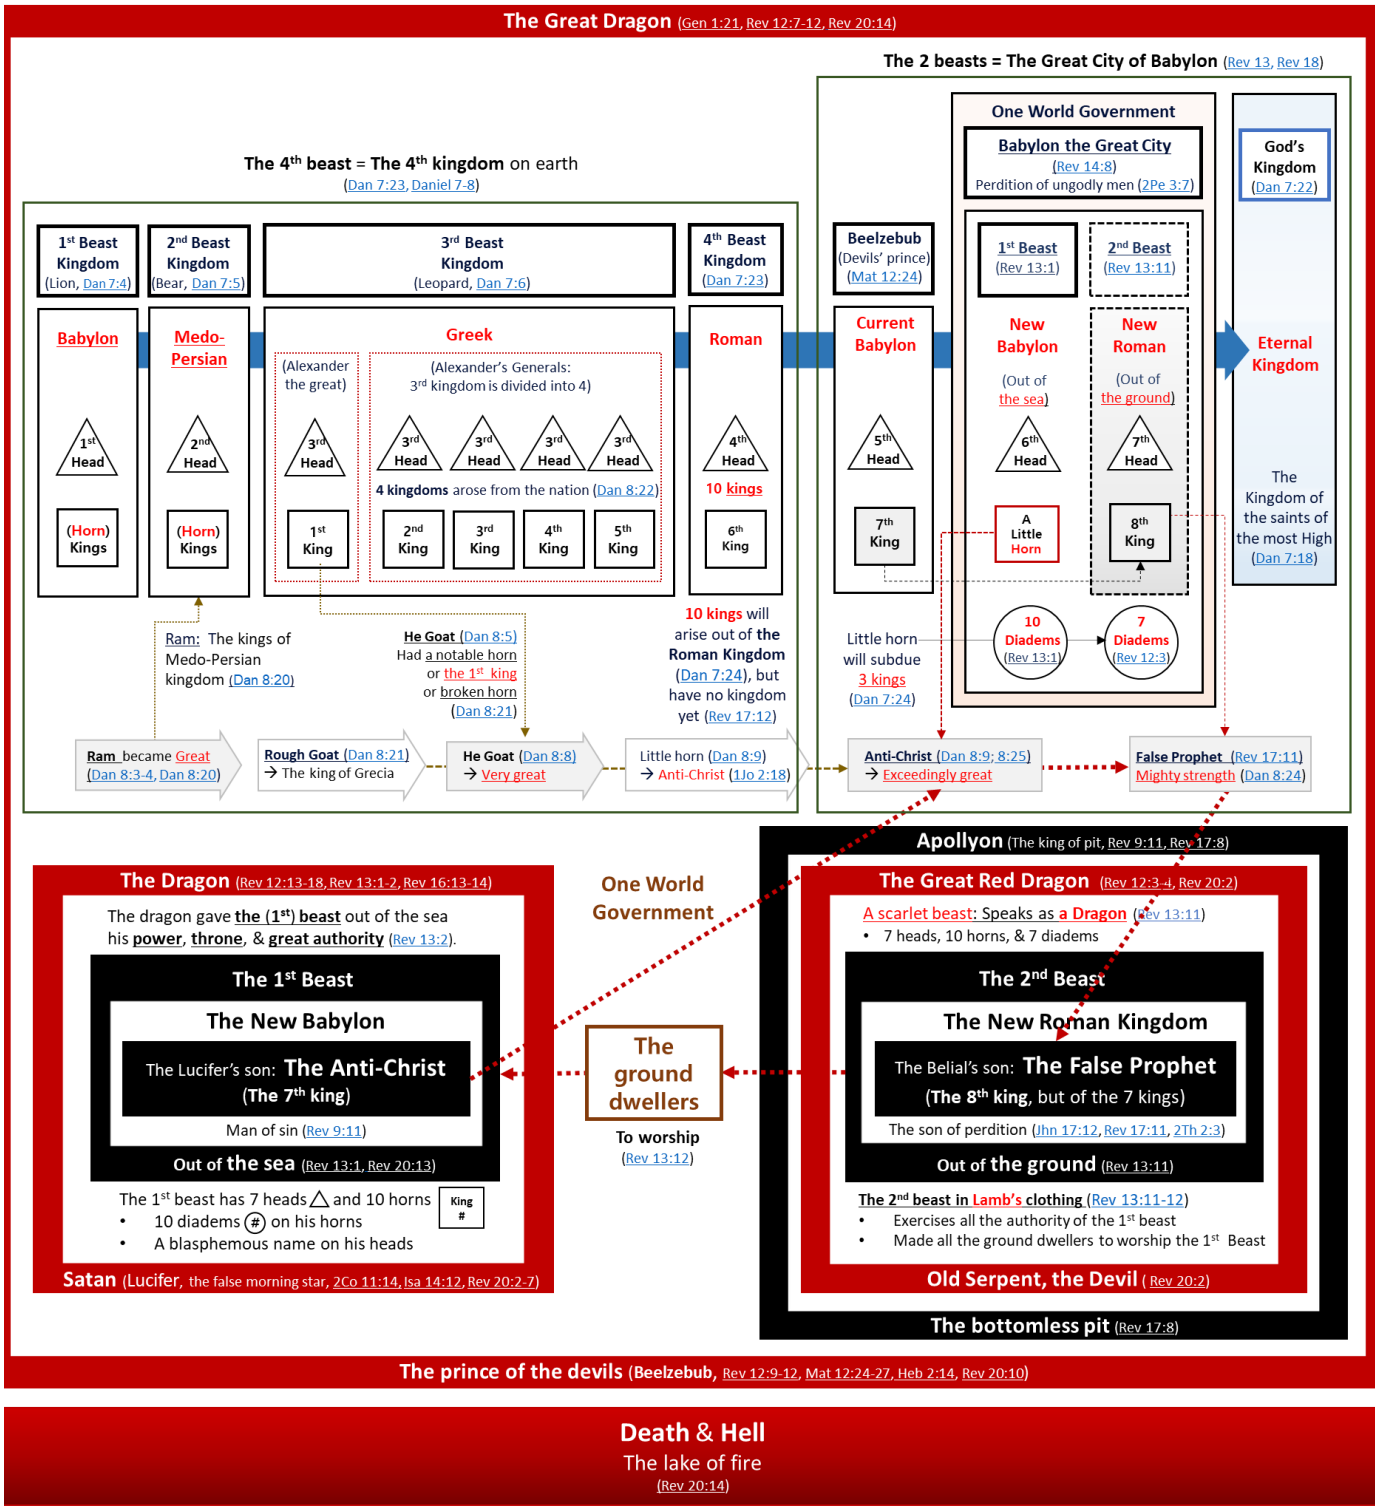 The Great Dragon (Gen 1:21, Rev 12:7-12, Rev 20:14)
The 2 beasts = The Great City of Babylon (Rev 13, Rev 18)
The 4th beast = The 4th kingdom on earth
(Dan 7:23, Daniel 7-8)
1st Beast
Kingdom
(Lion, Dan 7:4)
2nd Beast
Kingdom
(Bear, Dan 7:5)
3rd Beast
Kingdom
(Leopard, Dan 7:6)
4th Beast
Kingdom
(Dan 7:23)
Babylon
1st
Head
(Horn)
Kings
Medo-
Persian
2nd
Head
(Horn)
Kings
Greek
(Alexander
the great)
3rd
Head
1st
King
(Alexander's Generals:
3rd kingdom is divided into 4)
3rd
Head
3rd
Head
3rd
Head
3rd
Head
4 kingdoms arose from the nation (Dan 8:22)
2nd
King
3rd
King
4th
King
5th
King
Roman
4th
Head
10 kings
6th
King
Beelzebub
(Devils' prince)
(Mat 12:24)
Current
Babylon
5th
Head
7th
King
One World Government
Babylon the Great City
(Rev 14:8)
Perdition of ungodly men (2Pe 3:7)
1st Beast
(Rev 13:1)
New
Babylon
(Out of
the sea)
6th
Head
A
Little
Horn
10
Diadems
(Rev 13:1)
2nd Beast
(Rev 13:11)
New
Roman
(Out of
the ground)
7th
Head
8th
King
7
Diadems
(Rev 12:3)
God's
Kingdom
(Dan 7:22)
Eternal
Kingdom
The
Kingdom of
the saints of
the most High
(Dan 7:18)
Ram: The kings of
Medo-Persian
kingdom (Dan 8:20)
He Goat (Dan 8:5)
Had a notable horn
or the 1st king
or broken horn
(Dan 8:21)
10 kings will
arise out of the
Roman Kingdom
(Dan 7:24), but
have no kingdom
yet (Rev 17:12)
Little horn
will subdue
3 kings
(Dan 7:24)
Ram became Great
(Dan 8:3-4, Dan 8:20)
Rough Goat (Dan 8:21)
→ The king of Grecia
He Goat (Dan 8:8)
→ Very great
Little horn (Dan 8:9)
→ Anti-Christ (1Jo 2:18)
Anti-Christ (Dan 8:9; 8:25)
→ Exceedingly great
False Prophet (Rev 17:11)
Mighty strength (Dan 8:24)
The Dragon (Rev 12:13-18, Rev 13:1-2, Rev 16:13-14)
The dragon gave the (1st) beast out of the sea
his power, throne, & great authority (Rev 13:2).
The 1st Beast
The New Babylon
The Lucifer's son: The Anti-Christ
(The 7th king)
Man of sin (Rev 9:11)
Out of the sea (Rev 13:1, Rev 20:13)
The 1st beast has 7 heads and 10 horns
King
#
• 10 diadems # on his horns
• A blasphemous name on his heads
Satan (Lucifer, the false morning star, 2Co 11:14, Isa 14:12, Rev 20:2-7)
One World
Government
The
ground
dwellers
To worship
(Rev 13:12)
Apollyon (The king of pit, Rev 9:11, Rev 17:8)
The Great Red Dragon (Rev 12:3-4, Rev 20:2)
A scarlet beast: Speaks as a Dragon (Rev 13:11)
• 7 heads, 10 horns, & 7 diadems
The 2nd Beast
The New Roman Kingdom
The Belial's son: The False Prophet
(The 8th king, but of the 7 kings)
The son of perdition (Jhn 17:12, Rev 17:11, 2Th 2:3)
Out of the ground (Rev 13:11)
The 2nd beast in Lamb's clothing (Rev 13:11-12)
• Exercises all the authority of the 1st beast
• Made all the ground dwellers to worship the 1st Beast
Old Serpent, the Devil ( Rev 20:2)
The bottomless pit (Rev 17:8)
The prince of the devils (Beelzebub, Rev 12:9-12, Mat 12:24-27, Heb 2:14, Rev 20:10)
Death & Hell
The lake of fire
(Rev 20:14)